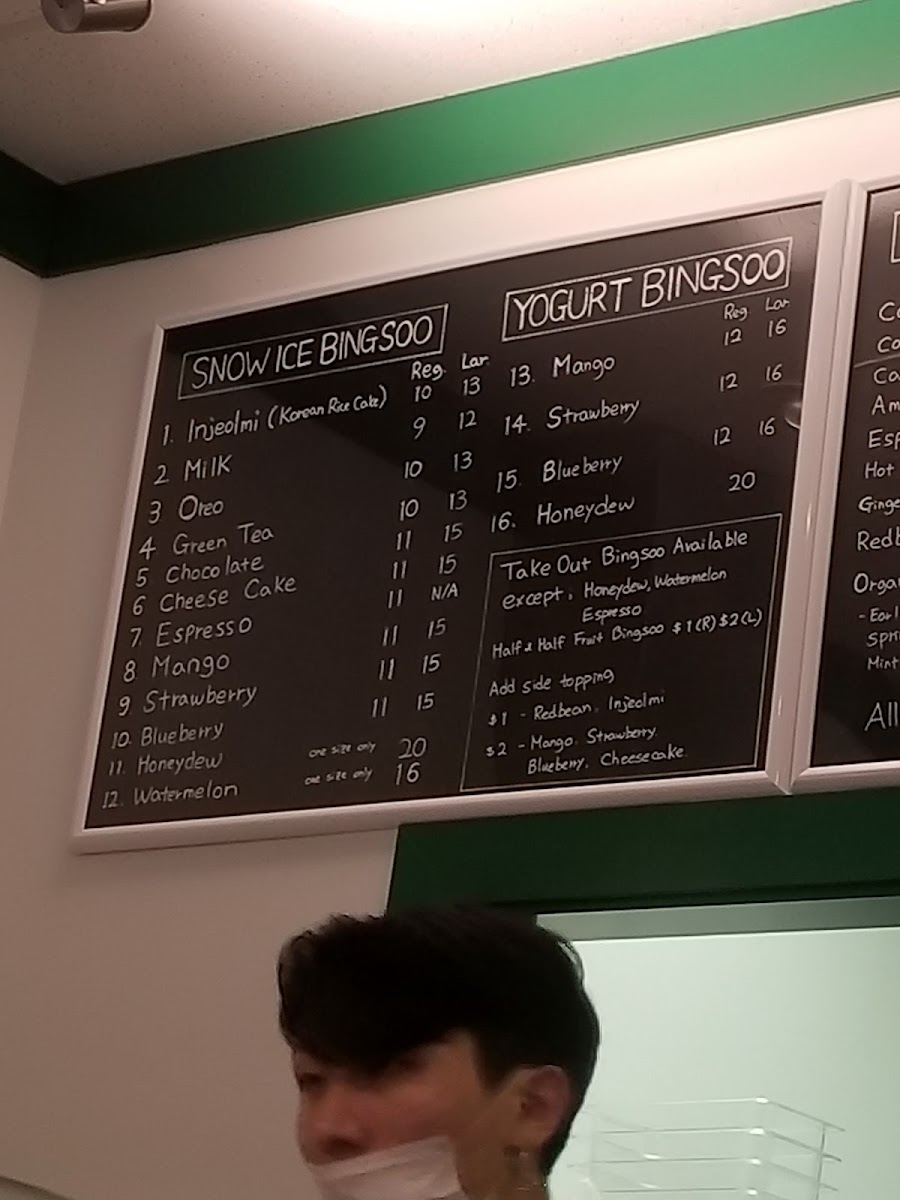 SNOW ICE BINGSOO
Reg. Lar.
1. Injeolmi (Korean Rice Cake) 10 13
2 Milk 9 12
3 Oreo 10 13
4 Green Tea 10 13
5 Chocolate 11 15
6 Cheese Cake 11 15
7. Espresso 11 N/A
8 Mango 11 15
9 Strawberry 11 15
10. Blueberry 11 15
11. Honeydew one size only 20
12. Watermelon one size only 16
YOGURT BINGSOO
Reg. Lar.
13. Mango 12 16
14. Strawberry 12 16
15. Blueberry 12 16
16. Honeydew 20
Take Out Bingsoo Available
except. Honeydew, Watermelon
Espresso
Half & Half Fruit Bingsoo $1(R) $2(L)
Add side topping
$1 - Redbean. Injeolmi
$2 - Mango. Strawberry.
Blueberry. Cheesecake.
Hot
Organ
Mint
All